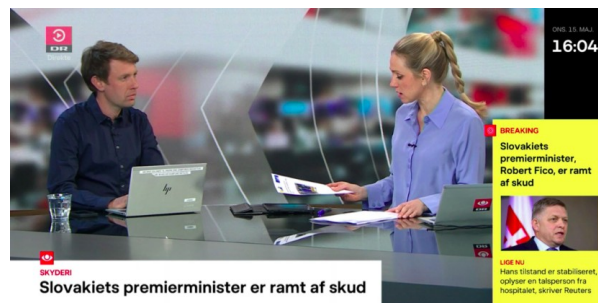 DR
ONS. 15. MAJ.
16:04
BREAKING
Slovakiets
premierminister,
Robert Fico, er ramt
af skud
hp
DR
LIGE NU
Hans tilstand er stabiliseret,
oplyser en talsperson fra
hospitalet, skriver Reuters
SKYDERI
Slovakiets premierminister er ramt af skud